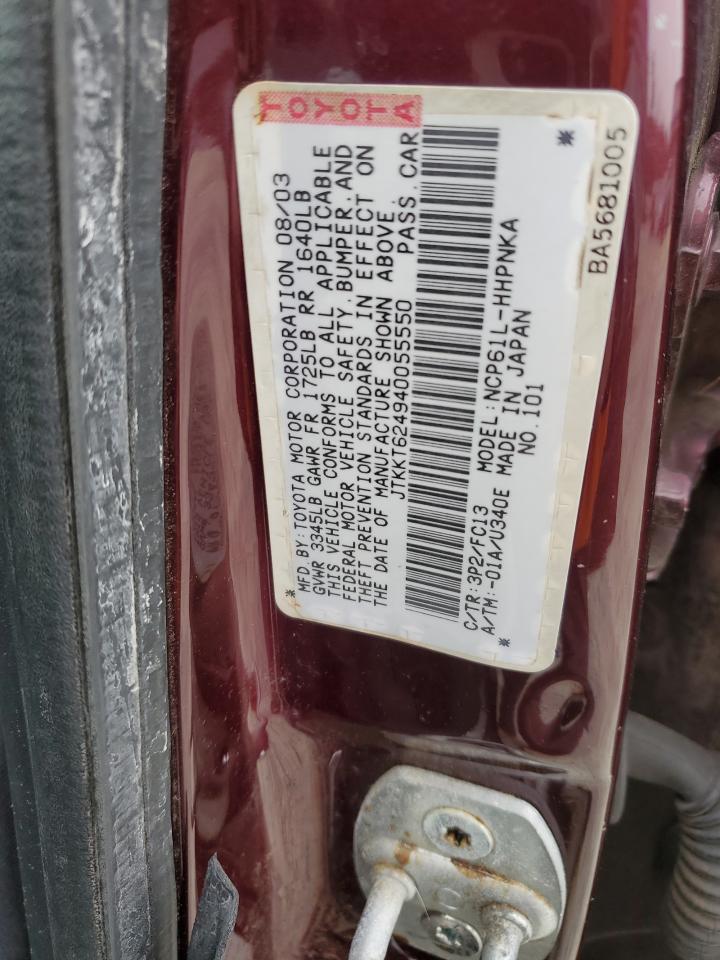 TOYOTA
*MFD.BY:TOYOTA MOTOR CORPORATION 08/03
GVWR 3345LB GAWR FR 1725LB RR 1640LB
THIS VEHICLE CONFORMS TO ALL APPLICABLE
FEDERAL MOTOR VEHICLE SAFETY,BUMPER,AND
THEFT PREVENTION STANDARDS IN EFFECT ON
THE DATE OF MANUFACTURE SHOWN ABOVE.
JTKKT624940055550 PASS.CAR
C/TR:3P2/FC13 MODEL:NCP61L-HHPNKA
A/TM:-01A/U340E MADE IN JAPAN
* NO.101 *
BA5681005